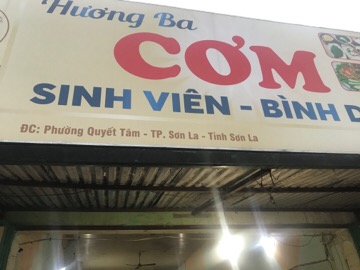 Hương Ba
CƠM
SINH VIÊN - BÌNH D
ĐC: Phường Quyết Tâm - TP. Sơn La - Tỉnh Sơn La